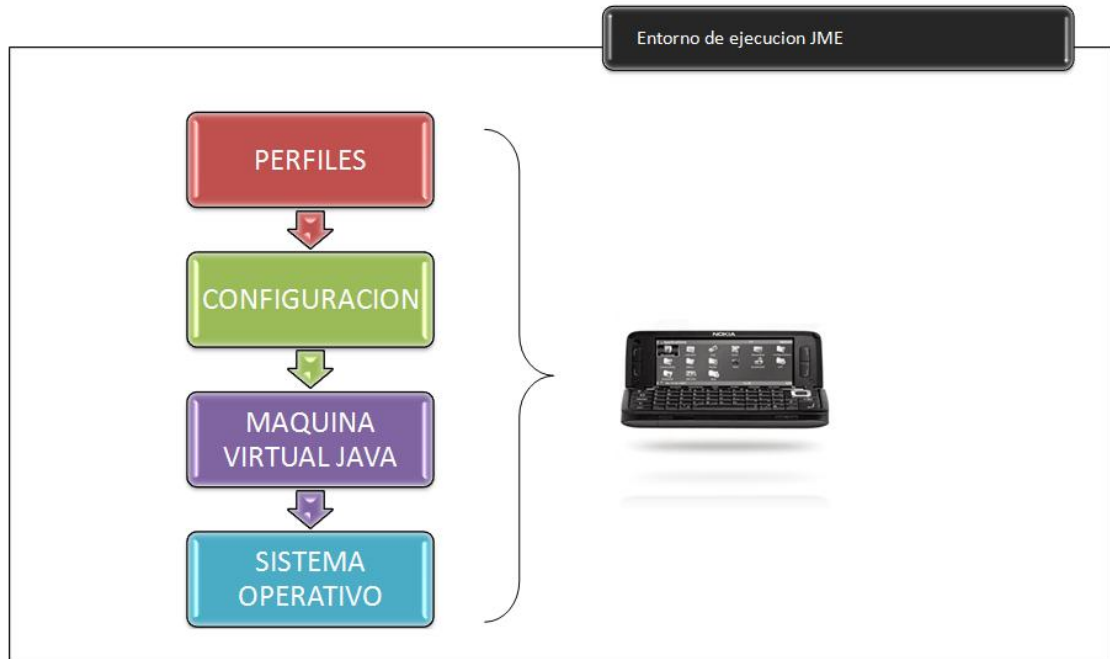 Entorno de ejecucion JME
PERFILES
CONFIGURACION
MAQUINA
VIRTUAL JAVA
SISTEMA
OPERATIVO
NOKIA